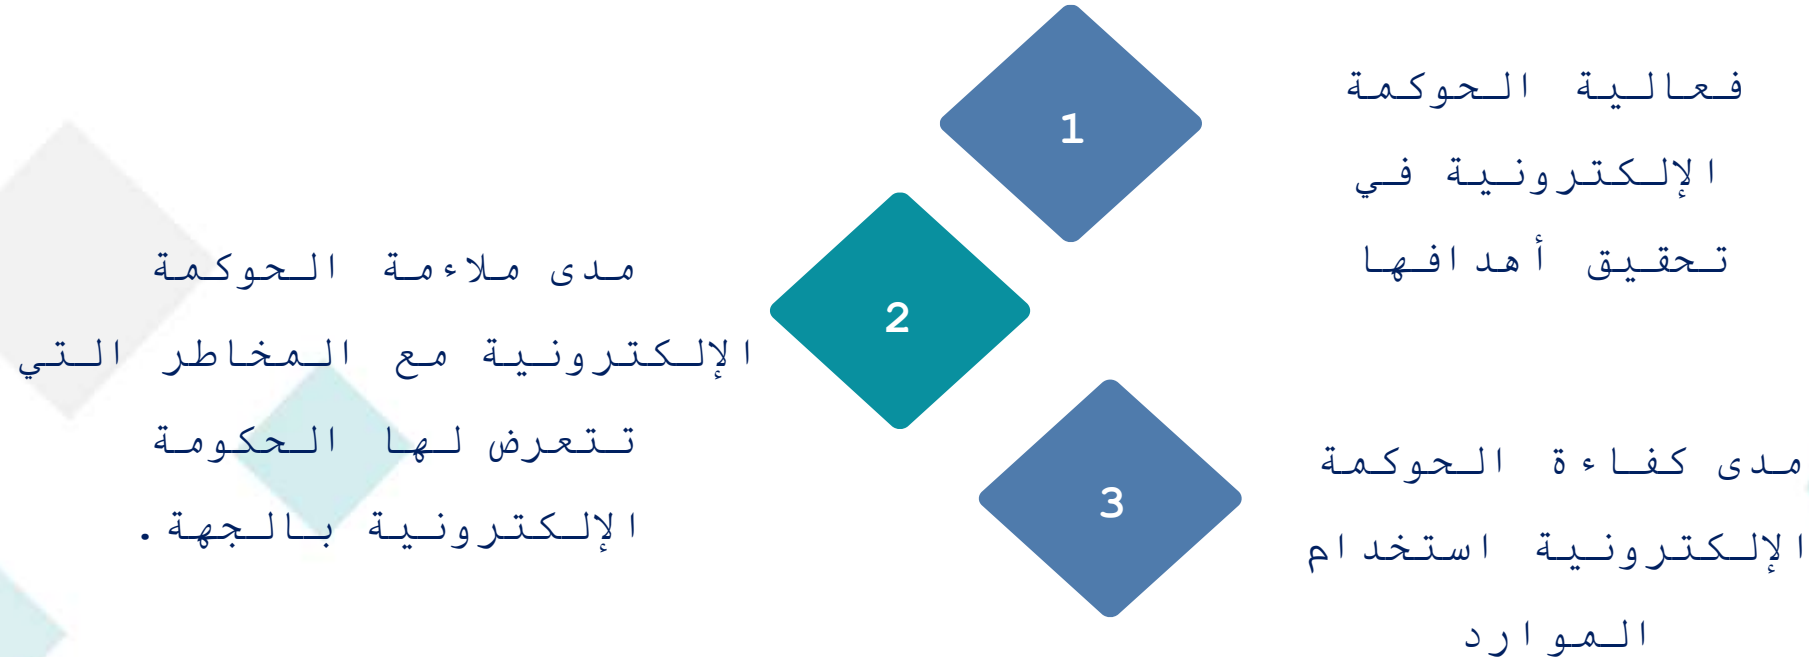 1
فعالية الحوكمة
الإلكترونية في
تحقيق أهدافها
2
مدى ملاءمة الحوكمة
الإلكترونية مع المخاطر التي
تتعرض لها الحكومة
الإلكترونية بالجهة.
3
مدى كفاءة الحوكمة
الإلكترونية استخدام
الموارد